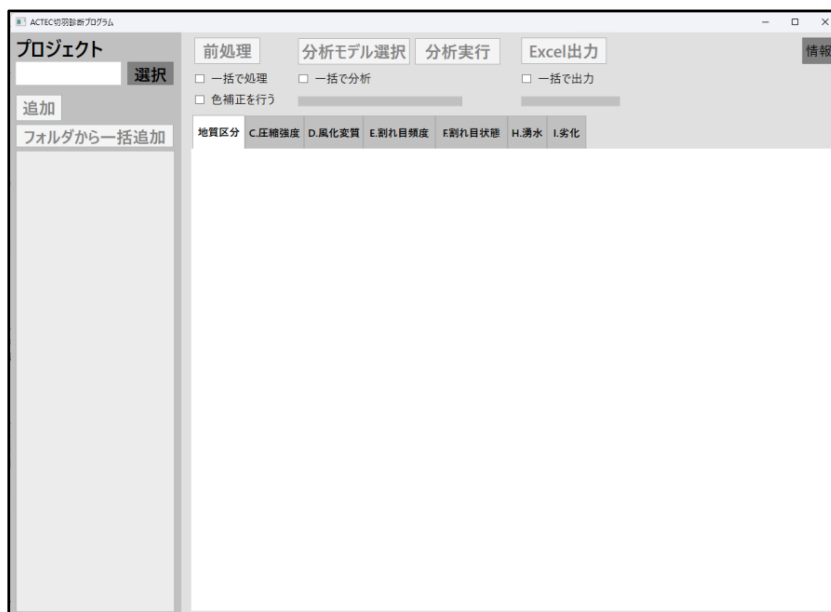 ACTEC切羽診断プログラム
プロジェクト
選択
追加
フォルダから一括追加
前処理
分析モデル選択
分析実行
Excel出力
情報
一括で処理
一括で分析
一括で出力
色補正を行う
地質区分
C.圧縮強度
D.風化変質
E.割れ目頻度
F.割れ目状態
H.湧水
I.劣化